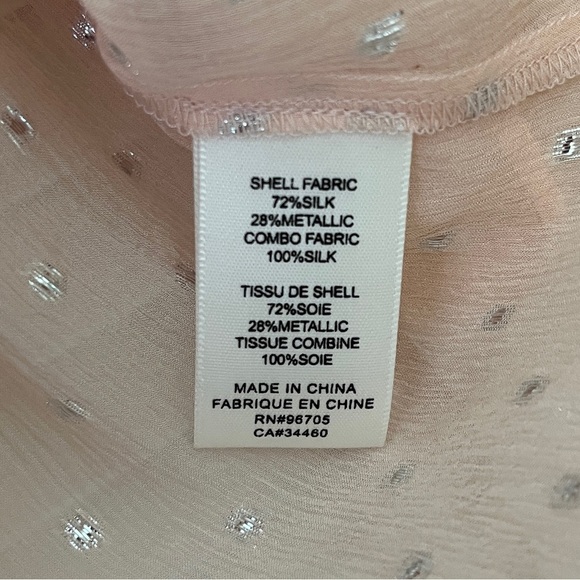 SHELL FABRIC
72%SILK
28%METALLIC
COMBO FABRIC
100%SILK
TISSU DE SHELL
72%SOIE
28%METALLIC
TISSUE COMBINE
100%SOIE
MADE IN CHINA
FABRIQUE EN CHINE
RN#96705
CA#34460